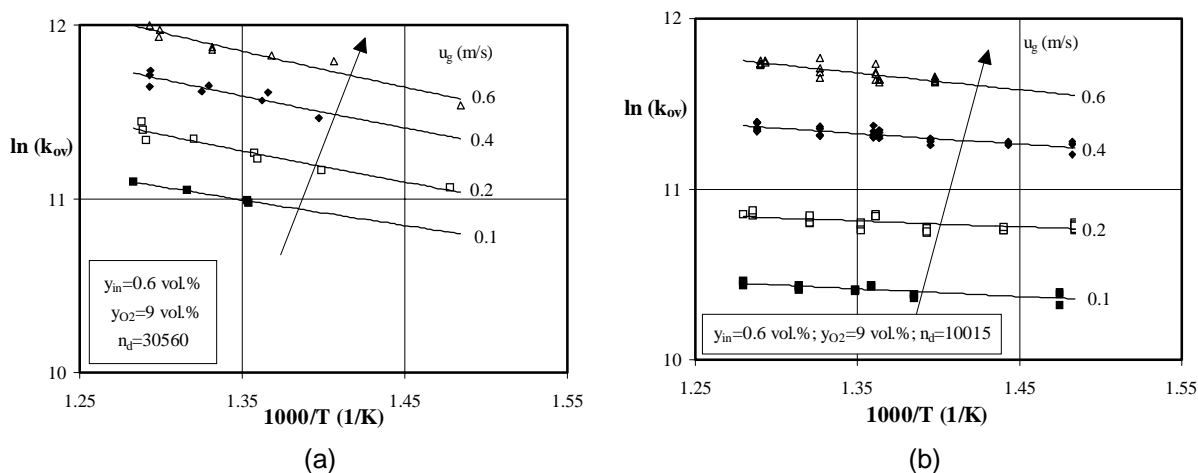 12
u_g (m/s)
0.6
0.4
ln (k_ov)
0.2
11
0.1
y_in=0.6 vol.%
y_O2=9 vol.%
n_d=30560
10
1.25 1.35 1.45 1.55
1000/T (1/K)
(a)
12
u_g (m/s)
0.6
ln (k_ov)
0.4
11
0.2
0.1
y_in=0.6 vol.%; y_O2=9 vol.%; n_d=10015
10
1.25 1.35 1.45 1.55
1000/T (1/K)
(b)